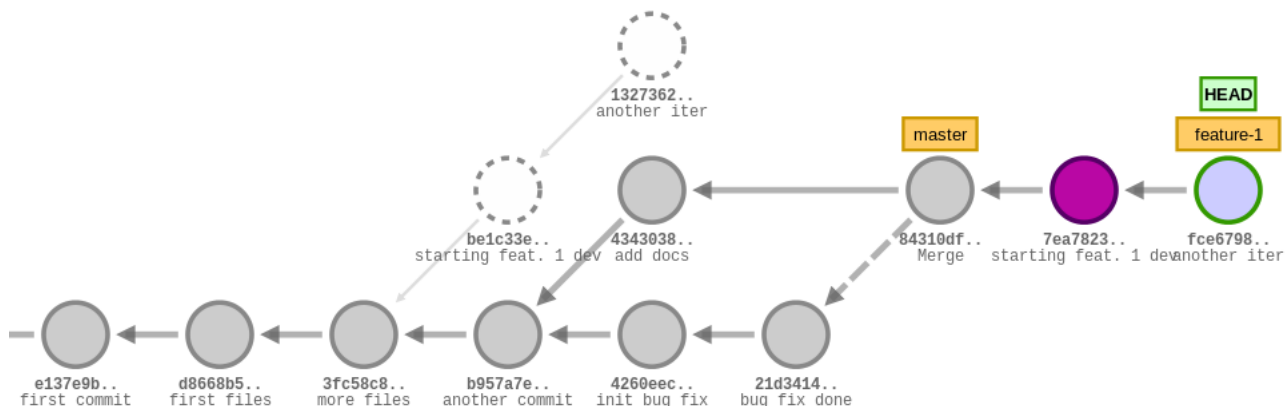 1327362..
another iter
HEAD
master
feature-1
be1c33e..
starting feat. 1 dev
4343038..
add docs
84310df..
Merge
7ea7823..
starting feat. 1 dev
fce6798..
another iter
e137e9b..
first commit
d8668b5..
first files
3fc58c8..
more files
b957a7e..
another commit
4260eec..
init bug fix
21d3414..
bug fix done